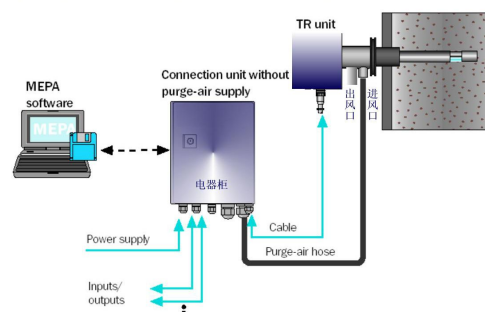 TR unit
MEPA
software
Connection unit without
purge-air supply
MEPA
出风口
进风口
电器柜
Cable
Power supply
Purge-air hose
Inputs/
outputs